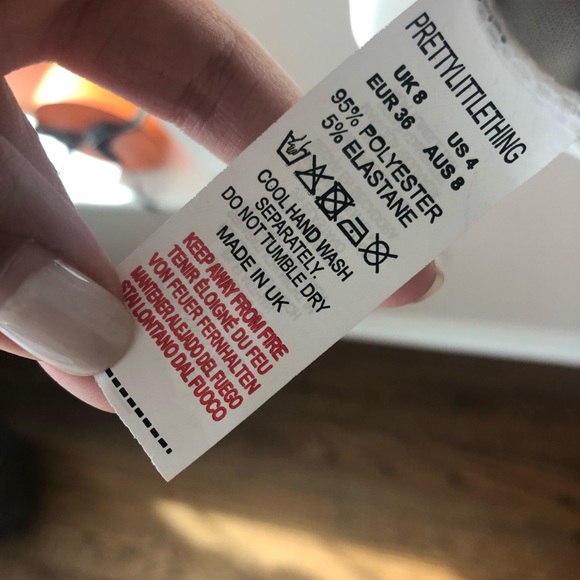 PRETTYLITTLETHING
UK 8 US 4
EUR 36 AUS 8
95% POLYESTER
5% ELASTANE
COOL HAND WASH
SEPARATELY.
DO NOT TUMBLE DRY
MADE IN UK
KEEP AWAY FROM FIRE
TENIR ÉLOIGNÉ DU FEU
VON FEUER FERNHALTEN
MANTENER ALEJADO DEL FUEGO
STAI LONTANO DAL FUOCO